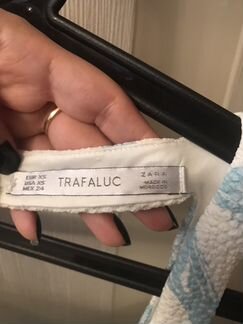 EUR XS
USA XS
MEX 24
TRAFALUC
ZARA
MADE IN
MOROCCO